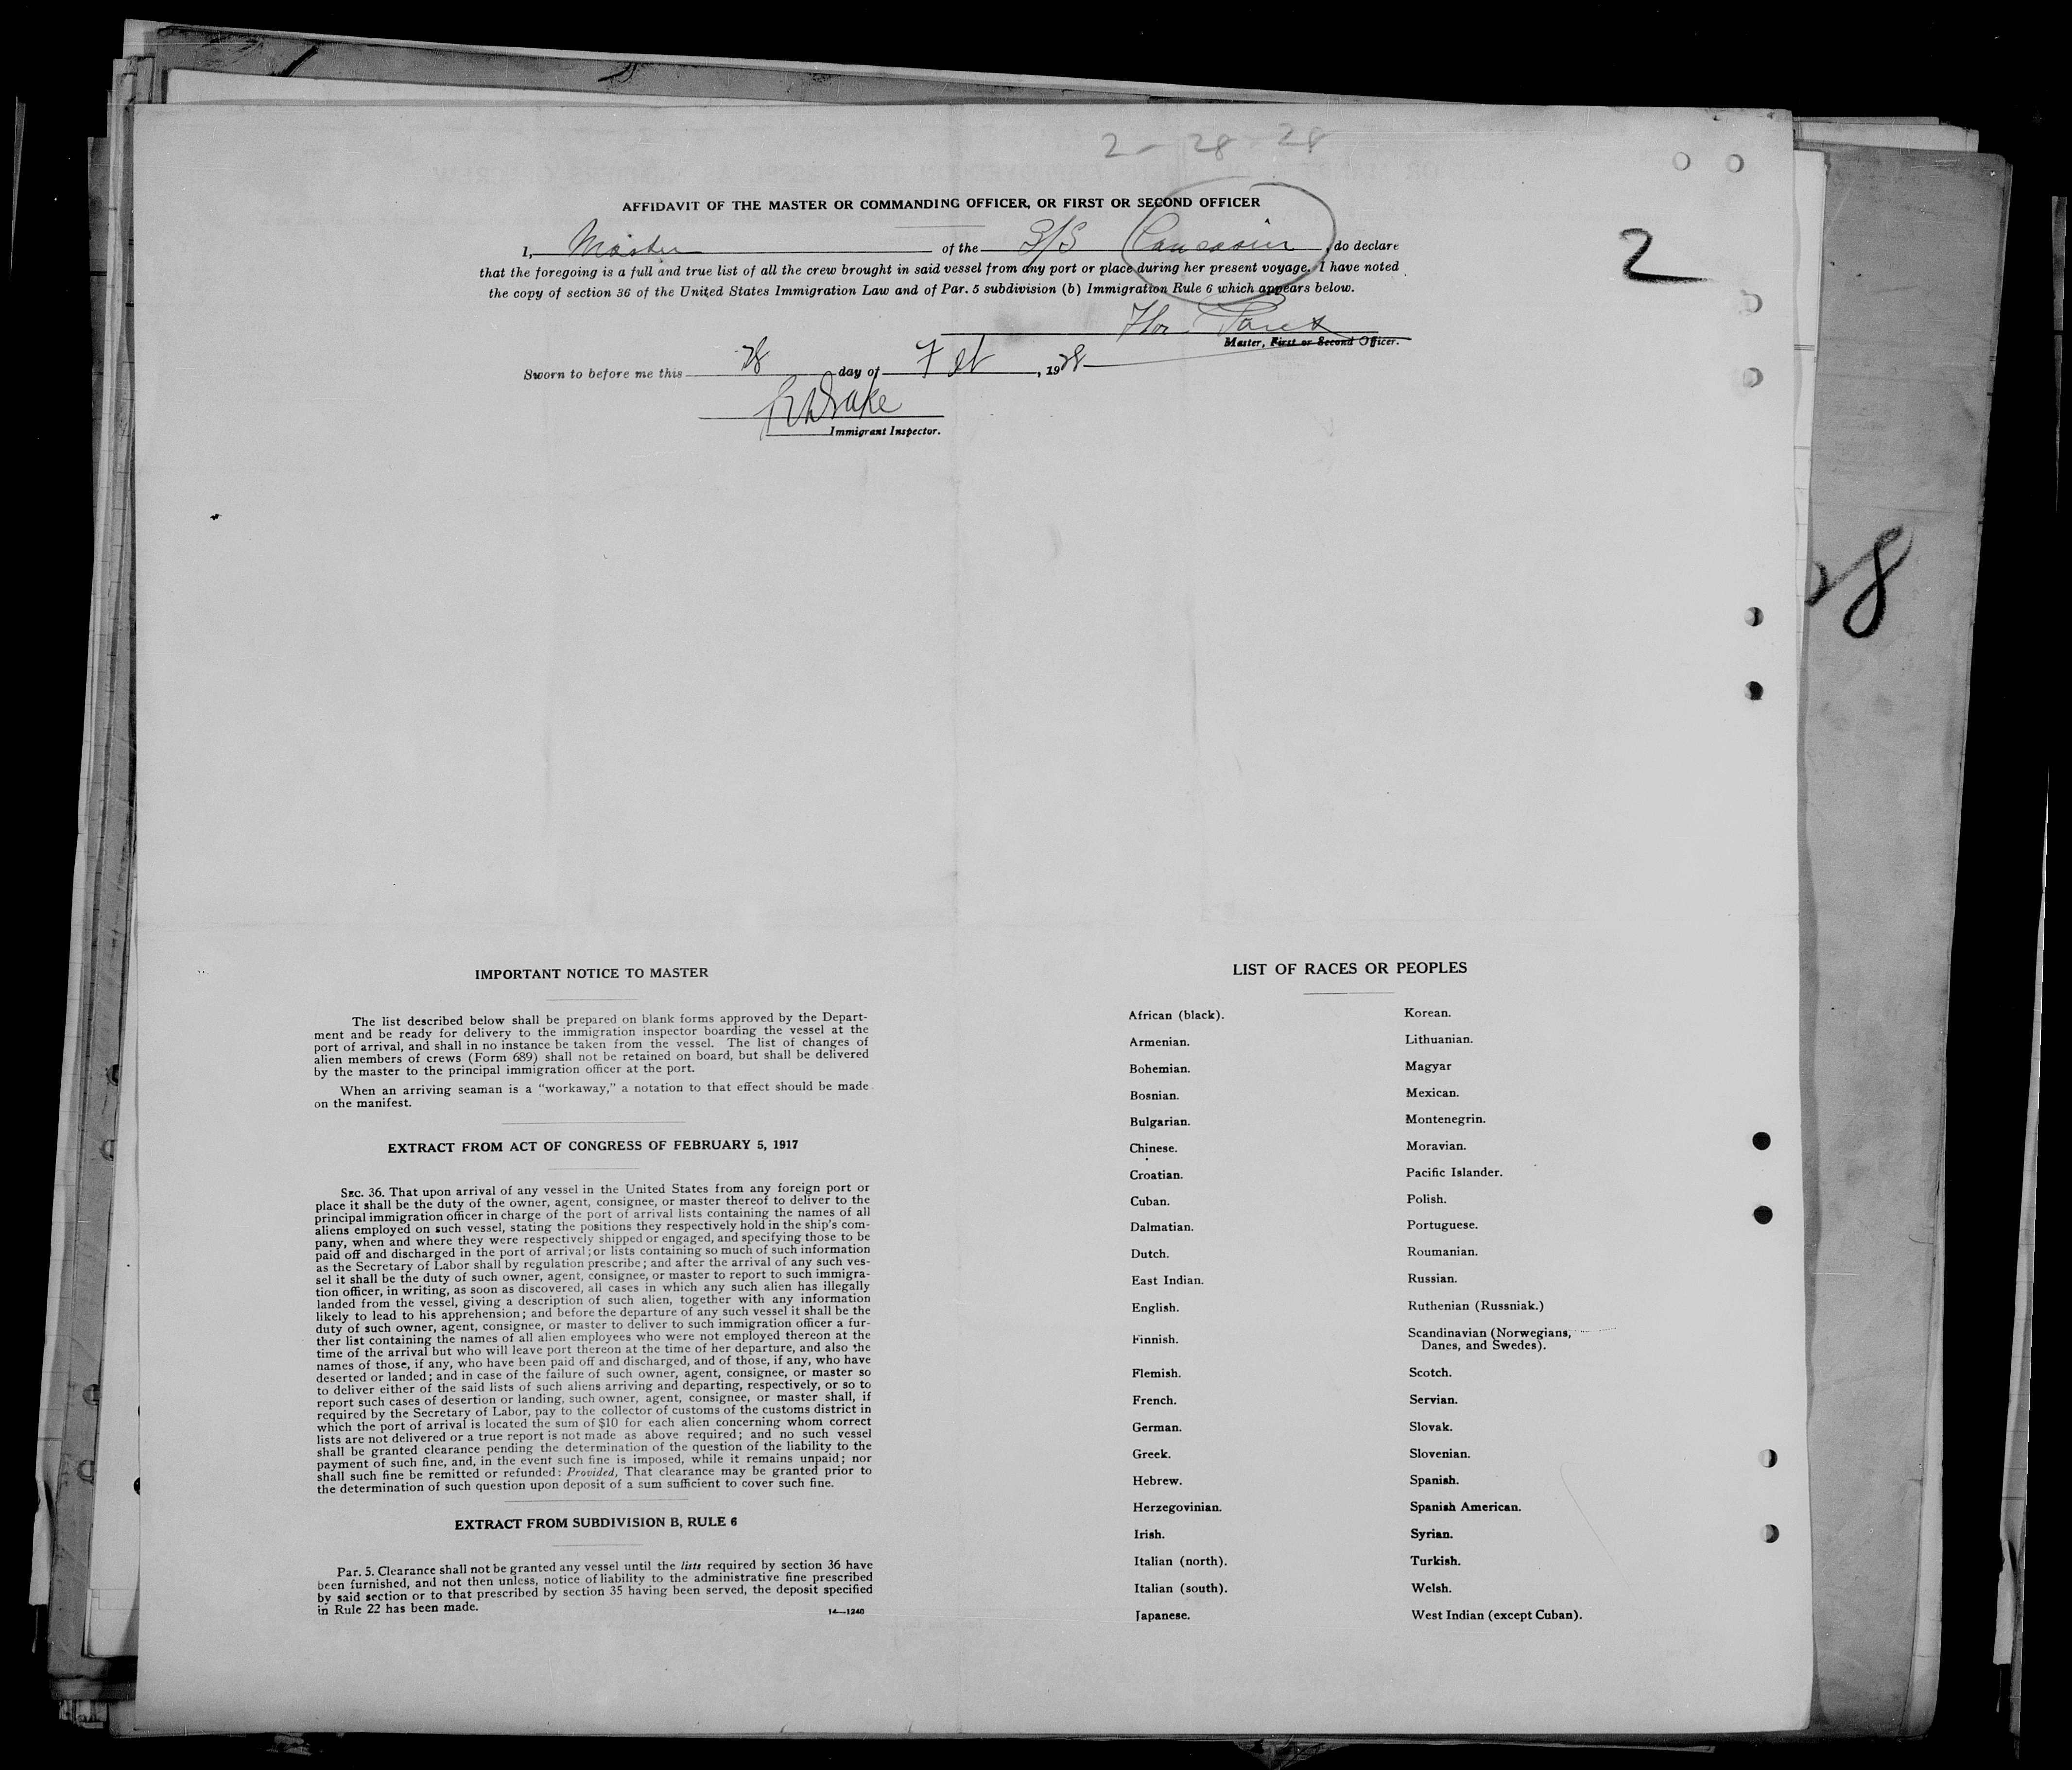 2 - 28 - 28
AFFIDAVIT OF THE MASTER OR COMMANDING OFFICER, OR FIRST OR SECOND OFFICER
2
I, Master of the S/S , do declare
that the foregoing is a full and true list of all the crew brought in said vessel from any port or place during her present voyage. I have noted
the copy of section 36 of the United States Immigration Law and of Par. 5 subdivision (b) Immigration Rule 6 which appears below.
Master, First or Second Officer.
Sworn to before me this 28 day of Feb, 1928
Drake
Immigrant Inspector.
28
IMPORTANT NOTICE TO MASTER
The list described below shall be prepared on blank forms approved by the Depart-
ment and be ready for delivery to the immigration inspector boarding the vessel at the
port of arrival, and shall in no instance be taken from the vessel. The list of changes of
alien members of crews (Form 689) shall not be retained on board, but shall be delivered
by the master to the principal immigration officer at the port.
When an arriving seaman is a "workaway," a notation to that effect should be made
on the manifest.
EXTRACT FROM ACT OF CONGRESS OF FEBRUARY 5, 1917
SEC. 36. That upon arrival of any vessel in the United States from any foreign port or
place it shall be the duty of the owner, agent, consignee, or master thereof to deliver to the
principal immigration officer in charge of the port of arrival lists containing the names of all
aliens employed on such vessel, stating the positions they respectively hold in the ship's com-
pany, when and where they were respectively shipped or engaged, and specifying those to be
paid off and discharged in the port of arrival; or lists containing so much of such information
as the Secretary of Labor shall by regulation prescribe; and after the arrival of any such ves-
sel it shall be the duty of such owner, agent, consignee, or master to report to such immigra-
tion officer, in writing, as soon as discovered, all cases in which any such alien has illegally
landed from the vessel, giving a description of such alien, together with any information
likely to lead to his apprehension; and before the departure of any such vessel it shall be the
duty of such owner, agent, consignee, or master to deliver to such immigration officer a fur-
ther list containing the names of all alien employees who were not employed thereon at the
time of the arrival but who will leave port thereon at the time of her departure, and also the
names of those, if any, who have been paid off and discharged, and of those, if any, who have
deserted or landed; and in case of the failure of such owner, agent, consignee, or master so
to deliver either of the said lists of such aliens arriving and departing, respectively, or so to
report such cases of desertion or landing, such owner, agent, consignee, or master shall, if
required by the Secretary of Labor, pay to the collector of customs of the customs district in
which the port of arrival is located the sum of $10 for each alien concerning whom correct
lists are not delivered or a true report is not made as above required; and no such vessel
shall be granted clearance pending the determination of the question of the liability to the
payment of such fine, and, in the event such fine is imposed, while it remains unpaid; nor
shall such fine be remitted or refunded: Provided, That clearance may be granted prior to
the determination of such question upon deposit of a sum sufficient to cover such fine.
EXTRACT FROM SUBDIVISION B, RULE 6
Par. 5. Clearance shall not be granted any vessel until the lists required by section 36 have
been furnished, and not then unless, notice of liability to the administrative fine prescribed
by said section or to that prescribed by section 35 having been served, the deposit specified
in Rule 22 has been made.
14—1240
LIST OF RACES OR PEOPLES
African (black).
Armenian.
Bohemian.
Bosnian.
Bulgarian.
Chinese.
Croatian.
Cuban.
Dalmatian.
Dutch.
East Indian.
English.
Finnish.
Flemish.
French.
German.
Greek.
Hebrew.
Herzegovinian.
Irish.
Italian (north).
Italian (south).
Japanese.
Korean.
Lithuanian.
Magyar
Mexican.
Montenegrin.
Moravian.
Pacific Islander.
Polish.
Portuguese.
Roumanian.
Russian.
Ruthenian (Russniak.)
Scandinavian (Norwegians,
Danes, and Swedes).
Scotch.
Servian.
Slovak.
Slovenian.
Spanish.
Spanish American.
Syrian.
Turkish.
Welsh.
West Indian (except Cuban).